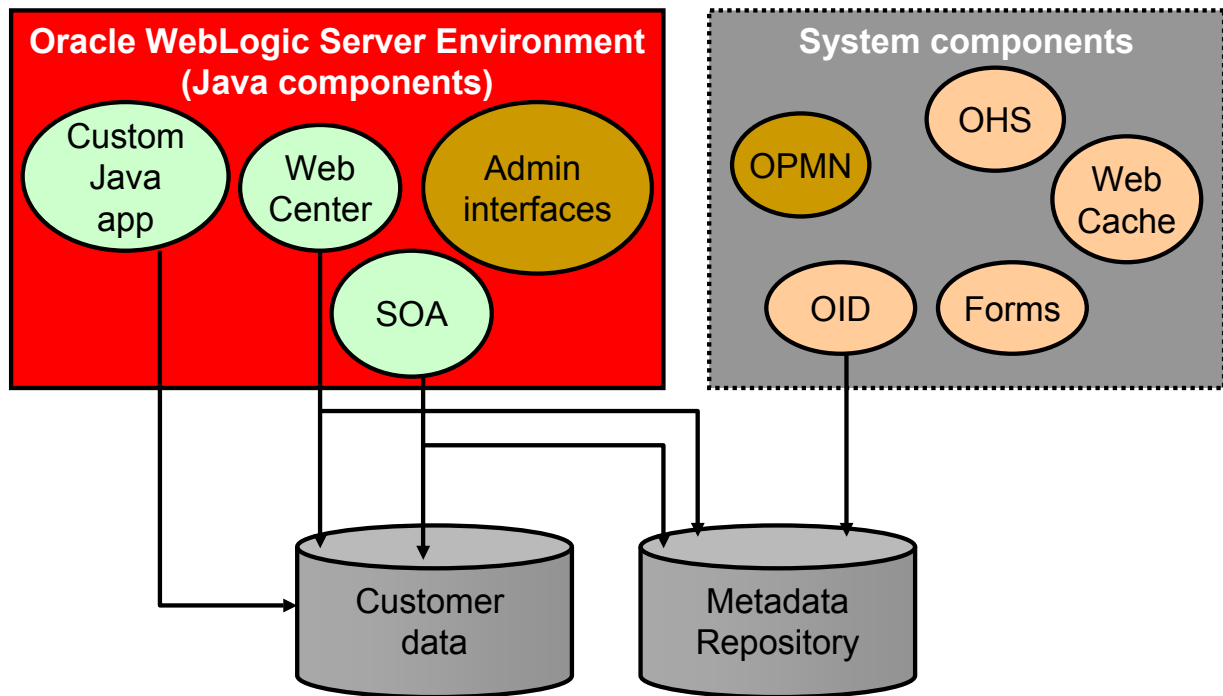 Oracle WebLogic Server Environment
(Java components)
Custom
Java
app
Web
Center
Admin
interfaces
SOA
System components
OHS
OPMN
Web
Cache
OID
Forms
Customer
data
Metadata
Repository